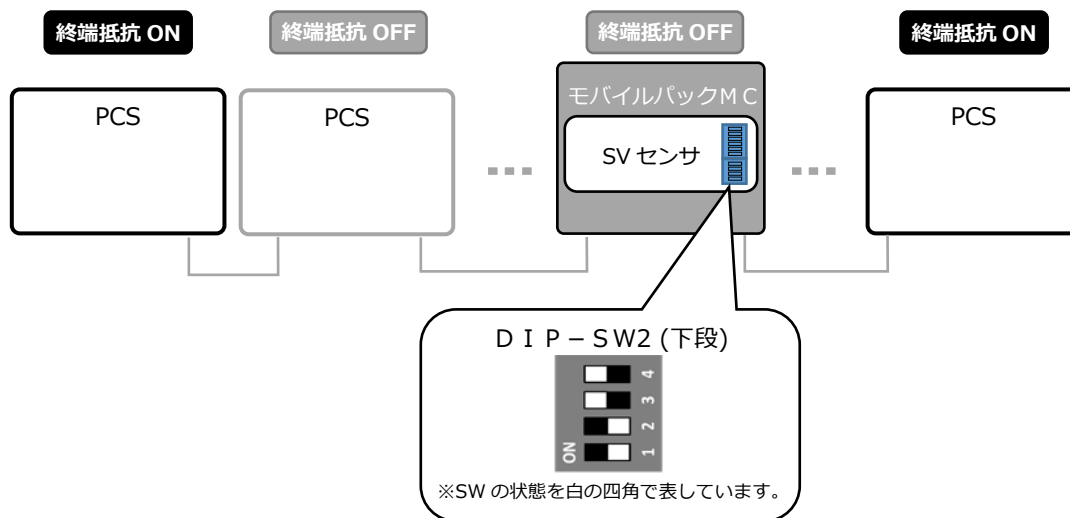 終端抵抗 ON
終端抵抗 OFF
終端抵抗 OFF
終端抵抗 ON
PCS
PCS
モバイルパックＭＣ
SV センサ
PCS
ＤＩＰ－ＳＷ2 (下段)
4
3
2
1
ON
※SW の状態を白の四角で表しています。